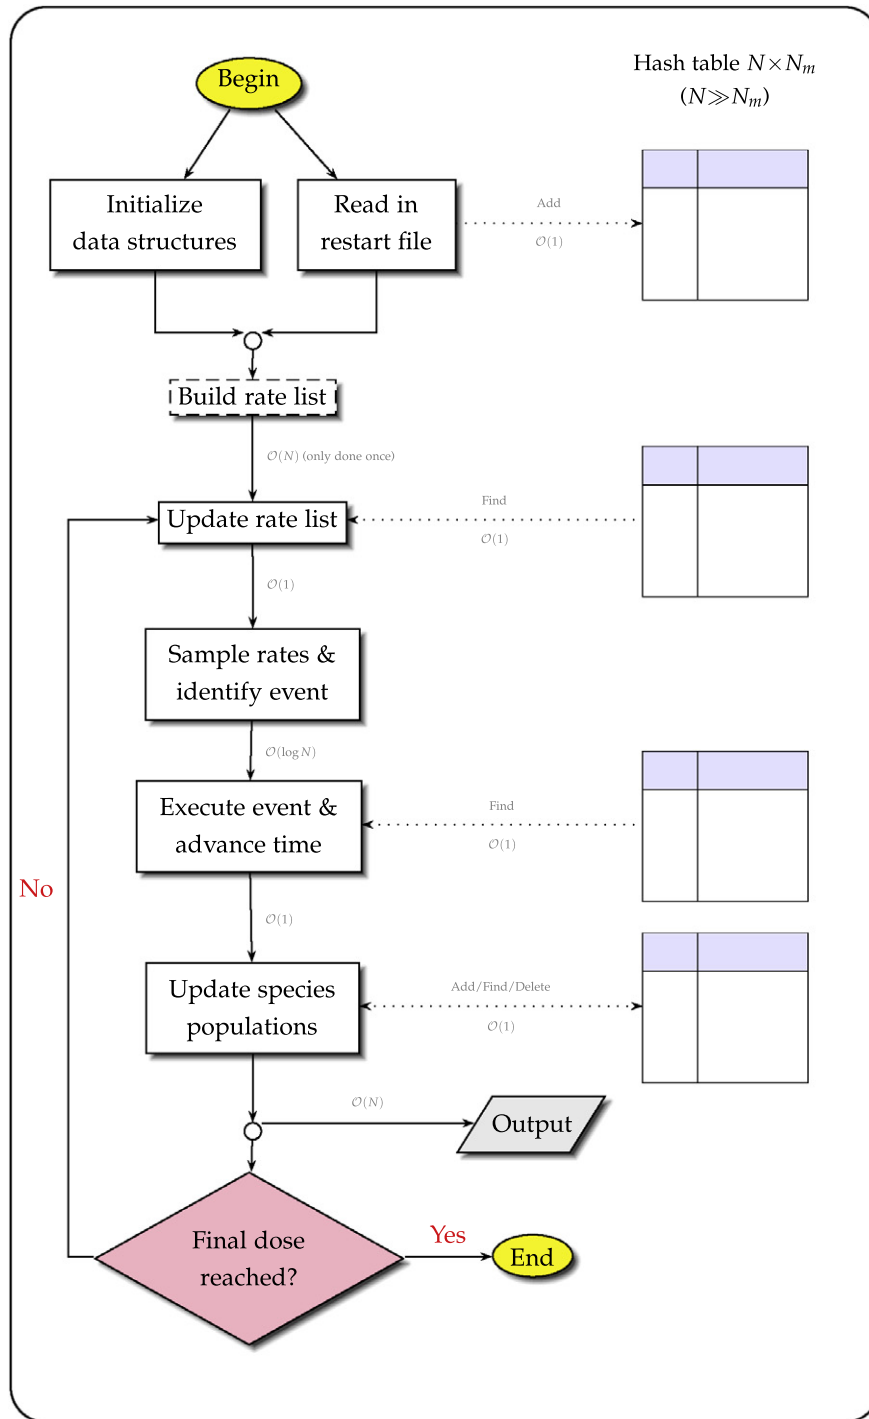 Begin
Hash table N×Nₘ
(N≫Nₘ)
Initialize
data structures
Read in
restart file
Add
𝒪(1)
Build rate list
𝒪(N) (only done once)
Update rate list
Find
𝒪(1)
𝒪(1)
Sample rates &
identify event
𝒪(log N)
Execute event &
advance time
Find
𝒪(1)
No
𝒪(1)
Update species
populations
Add/Find/Delete
𝒪(1)
𝒪(N)
Output
Final dose
reached?
Yes
End